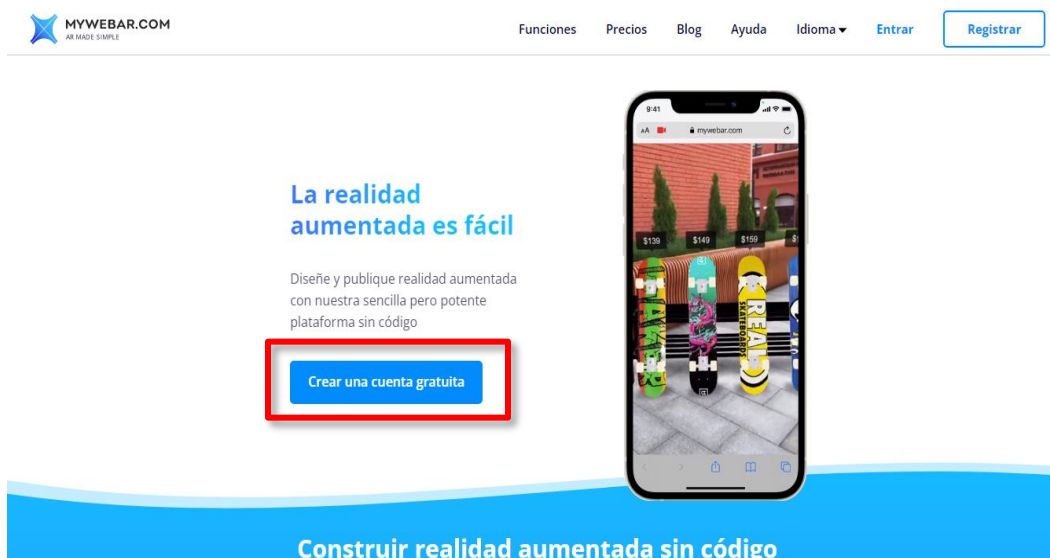 MYWEBAR.COM
AR MADE SIMPLE
Funciones Precios Blog Ayuda Idioma Entrar Registrar
9:41
AA mywebar.com
La realidad
aumentada es fácil
Diseñe y publique realidad aumentada
con nuestra sencilla pero potente
plataforma sin código
Crear una cuenta gratuita
$139 $149 $159
REAL
SKATEBOARDS
Construir realidad aumentada sin código